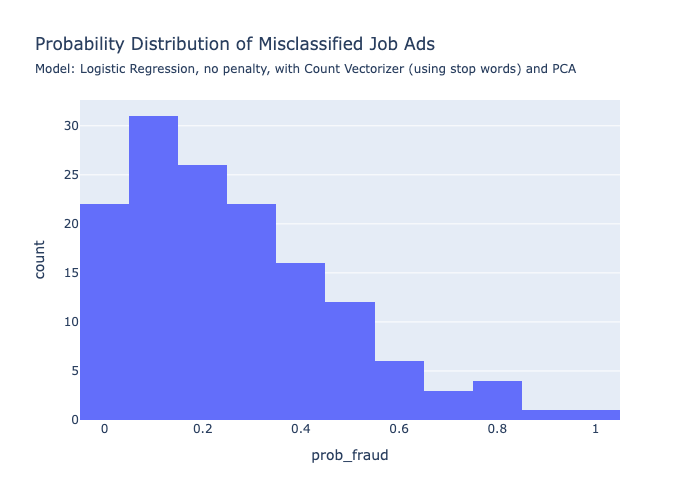 Probability Distribution of Misclassified Job Ads
Model: Logistic Regression, no penalty, with Count Vectorizer (using stop words) and PCA
30
25
20
15
10
5
0
count
0 0.2 0.4 0.6 0.8 1
prob_fraud